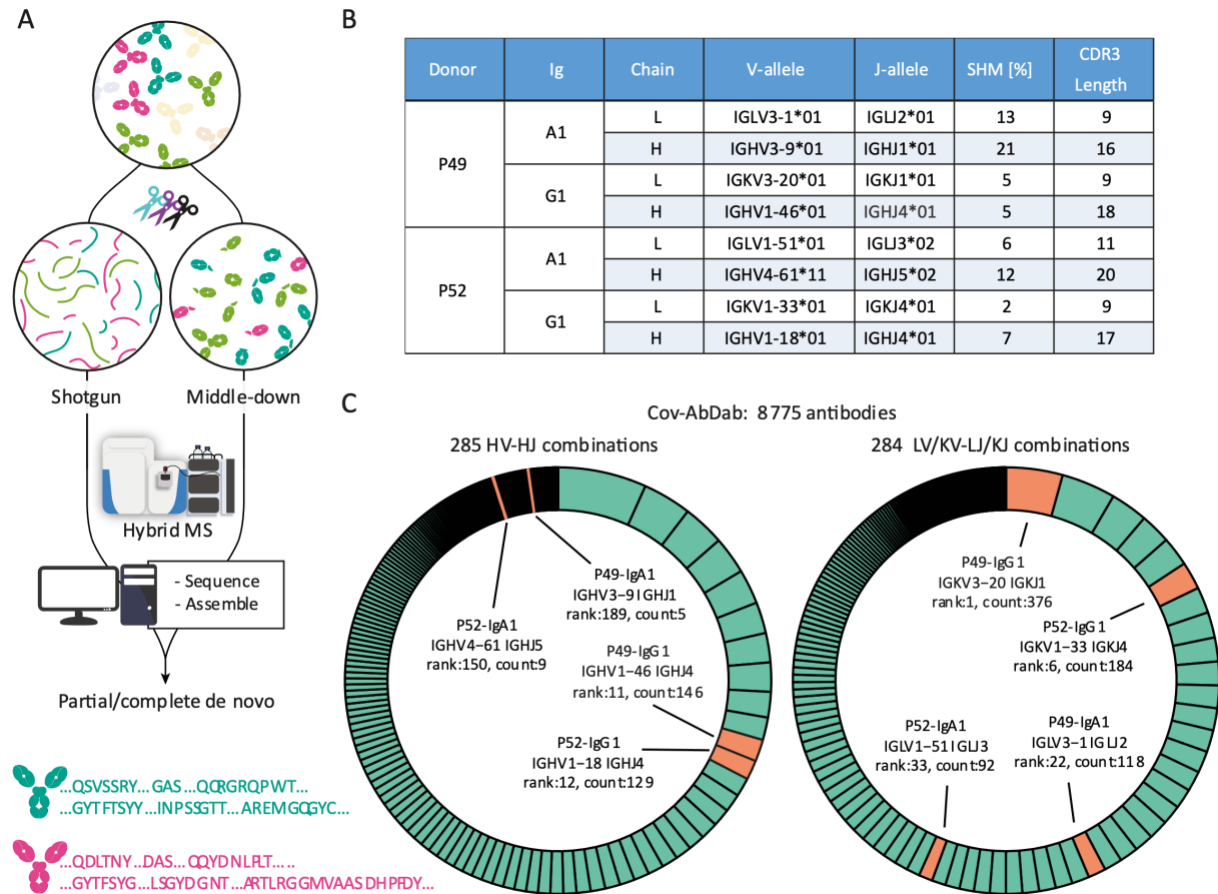 A
Shotgun
Middle-down
Hybrid MS
- Sequence
- Assemble
Partial/complete de novo
...QSVSSRY...GAS...QQRGRQPWT...
...GYTFTSYY...INPSSGTT...AREMGQGYC...
...QDLTNY...DAS...QQYDNLPLT.....
...GYTFSYG...LSGYDGNT...ARTLRGGMVAASDHPFDY...
B
Donor Ig Chain V-allele J-allele SHM [%] CDR3 Length
P49 A1 L IGLV3-1*01 IGLJ2*01 13 9
H IGHV3-9*01 IGHJ1*01 21 16
G1 L IGKV3-20*01 IGKJ1*01 5 9
H IGHV1-46*01 IGHJ4*01 5 18
P52 A1 L IGLV1-51*01 IGLJ3*02 6 11
H IGHV4-61*11 IGHJ5*02 12 20
G1 L IGKV1-33*01 IGKJ4*01 2 9
H IGHV1-18*01 IGHJ4*01 7 17
C
Cov-AbDab: 8775 antibodies
285 HV-HJ combinations
P49-IgA1
IGHV3-9 IGHJ1
rank:189, count:5
P52-IgA1
IGHV4-61 IGHJ5
rank:150, count:9
P49-IgG1
IGHV1-46 IGHJ4
rank:11, count:146
P52-IgG1
IGHV1-18 IGHJ4
rank:12, count:129
284 LV/KV-LJ/KJ combinations
P49-IgG1
IGKV3-20 IGKJ1
rank:1, count:376
P52-IgG1
IGKV1-33 IGKJ4
rank:6, count:184
P52-IgA1
IGLV1-51 IGLJ3
rank:33, count:92
P49-IgA1
IGLV3-1 IGLJ2
rank:22, count:118